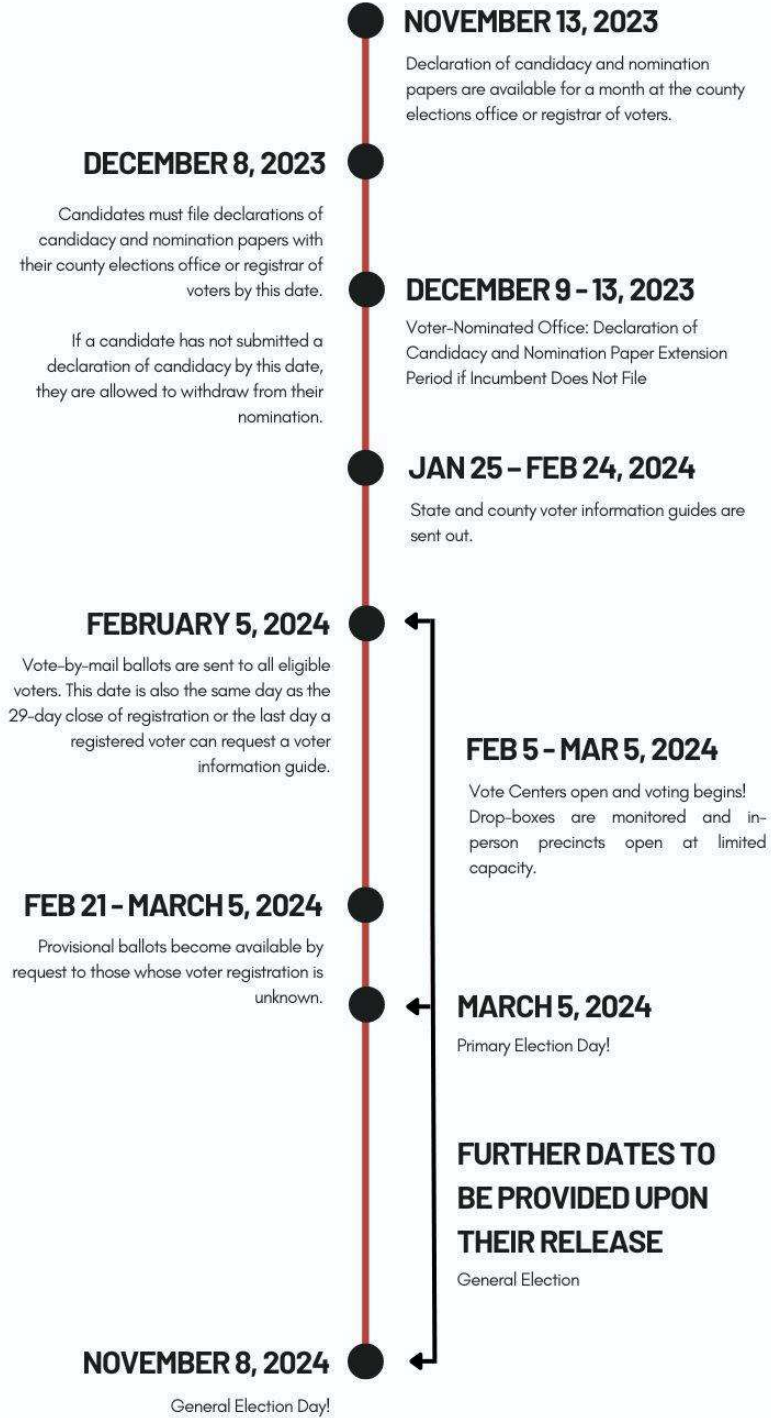 NOVEMBER 13, 2023
Declaration of candidacy and nomination
papers are available for a month at the county
elections office or registrar of voters.
DECEMBER 8, 2023
Candidates must file declarations of
candidacy and nomination papers with
their county elections office or registrar of
voters by this date.
If a candidate has not submitted a
declaration of candidacy by this date,
they are allowed to withdraw from their
nomination.
DECEMBER 9 - 13, 2023
Voter-Nominated Office: Declaration of
Candidacy and Nomination Paper Extension
Period if Incumbent Does Not File
JAN 25 – FEB 24, 2024
State and county voter information guides are
sent out.
FEBRUARY 5, 2024
Vote-by-mail ballots are sent to all eligible
voters. This date is also the same day as the
29-day close of registration or the last day a
registered voter can request a voter
information guide.
FEB 5 - MAR 5, 2024
Vote Centers open and voting begins!
Drop-boxes are monitored and in-
person precincts open at limited
capacity.
FEB 21 - MARCH 5, 2024
Provisional ballots become available by
request to those whose voter registration is
unknown.
MARCH 5, 2024
Primary Election Day!
FURTHER DATES TO
BE PROVIDED UPON
THEIR RELEASE
General Election
NOVEMBER 8, 2024
General Election Day!